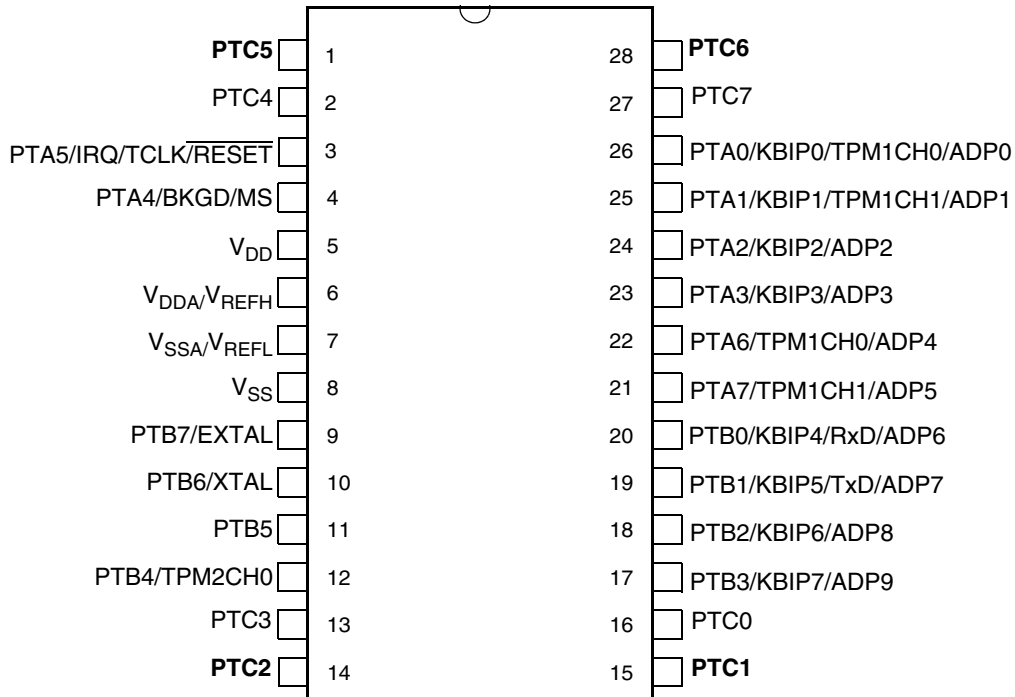 PTC5 1 28 PTC6
PTC4 2 27 PTC7
PTA5/IRQ/TCLK/RESET 3 26 PTA0/KBIP0/TPM1CH0/ADP0
PTA4/BKGD/MS 4 25 PTA1/KBIP1/TPM1CH1/ADP1
VDD 5 24 PTA2/KBIP2/ADP2
VDDA/VREFH 6 23 PTA3/KBIP3/ADP3
VSSA/VREFL 7 22 PTA6/TPM1CH0/ADP4
VSS 8 21 PTA7/TPM1CH1/ADP5
PTB7/EXTAL 9 20 PTB0/KBIP4/RxD/ADP6
PTB6/XTAL 10 19 PTB1/KBIP5/TxD/ADP7
PTB5 11 18 PTB2/KBIP6/ADP8
PTB4/TPM2CH0 12 17 PTB3/KBIP7/ADP9
PTC3 13 16 PTC0
PTC2 14 15 PTC1